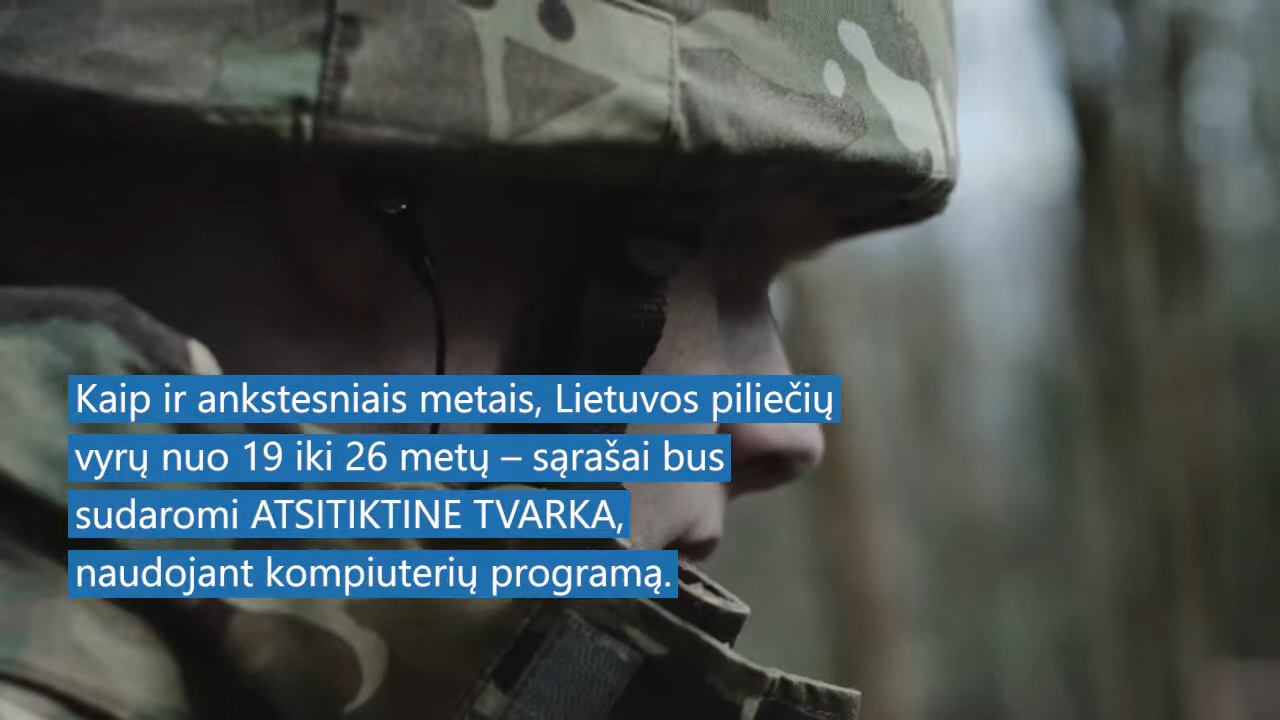 Kaip ir ankstesniais metais, Lietuvos piliečių
vyrų nuo 19 iki 26 metų – sąrašai bus
sudaromi ATSITIKTINE TVARKA,
naudojant kompiuterių programą.